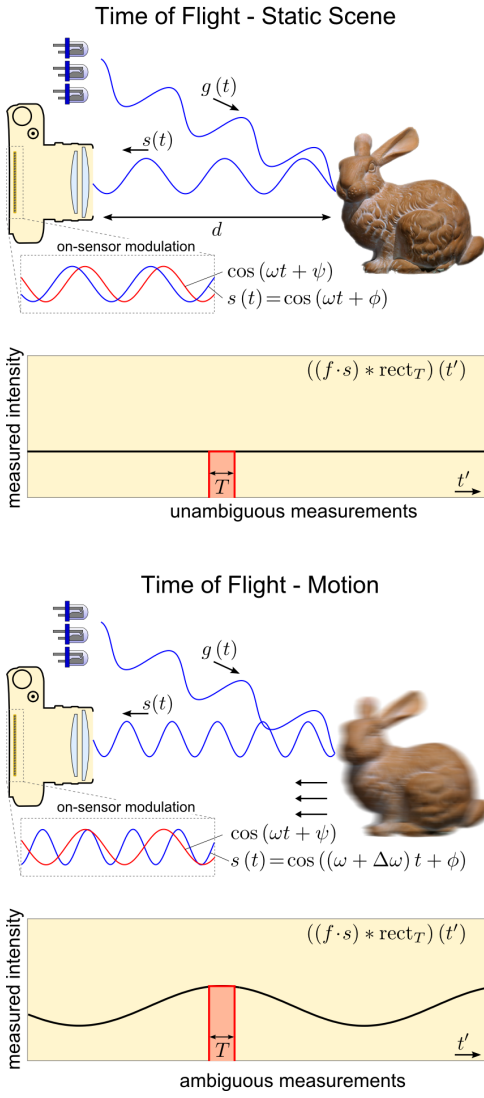 Time of Flight - Static Scene
g (t)
s(t)
d
on-sensor modulation
cos (ωt + ψ)
s (t) = cos (ωt + ϕ)
measured intensity
((f · s) ∗ rect_T) (t′)
T
t′
unambiguous measurements
Time of Flight - Motion
g (t)
s(t)
on-sensor modulation
cos (ωt + ψ)
s (t) = cos ((ω + Δω) t + ϕ)
measured intensity
((f · s) ∗ rect_T) (t′)
T
t′
ambiguous measurements